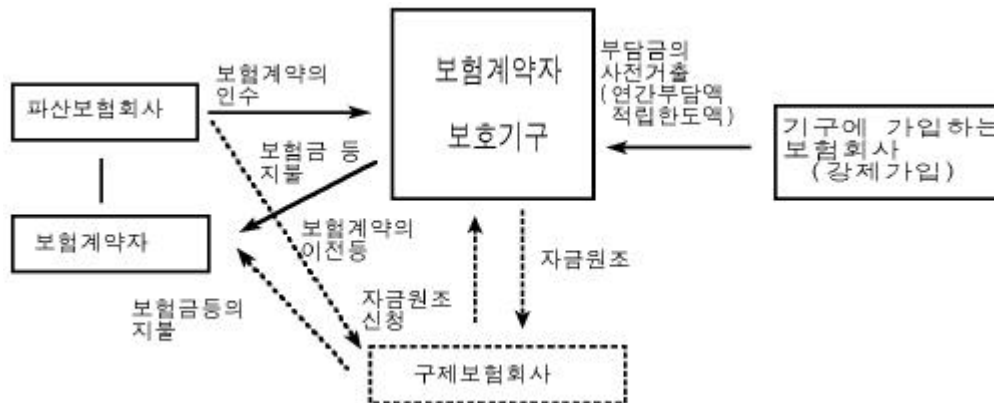 파산보험회사
보험계약자
보험계약의
인수
보험금 등
지불
보험계약의
이전등
보험금등의
지불
보험계약자
보호기구
자금원조
신청
자금원조
구제보험회사
부담금의
사전거출
(연간부담액
적립한도액)
기구에 가입하는
보험회사
(강제가입)